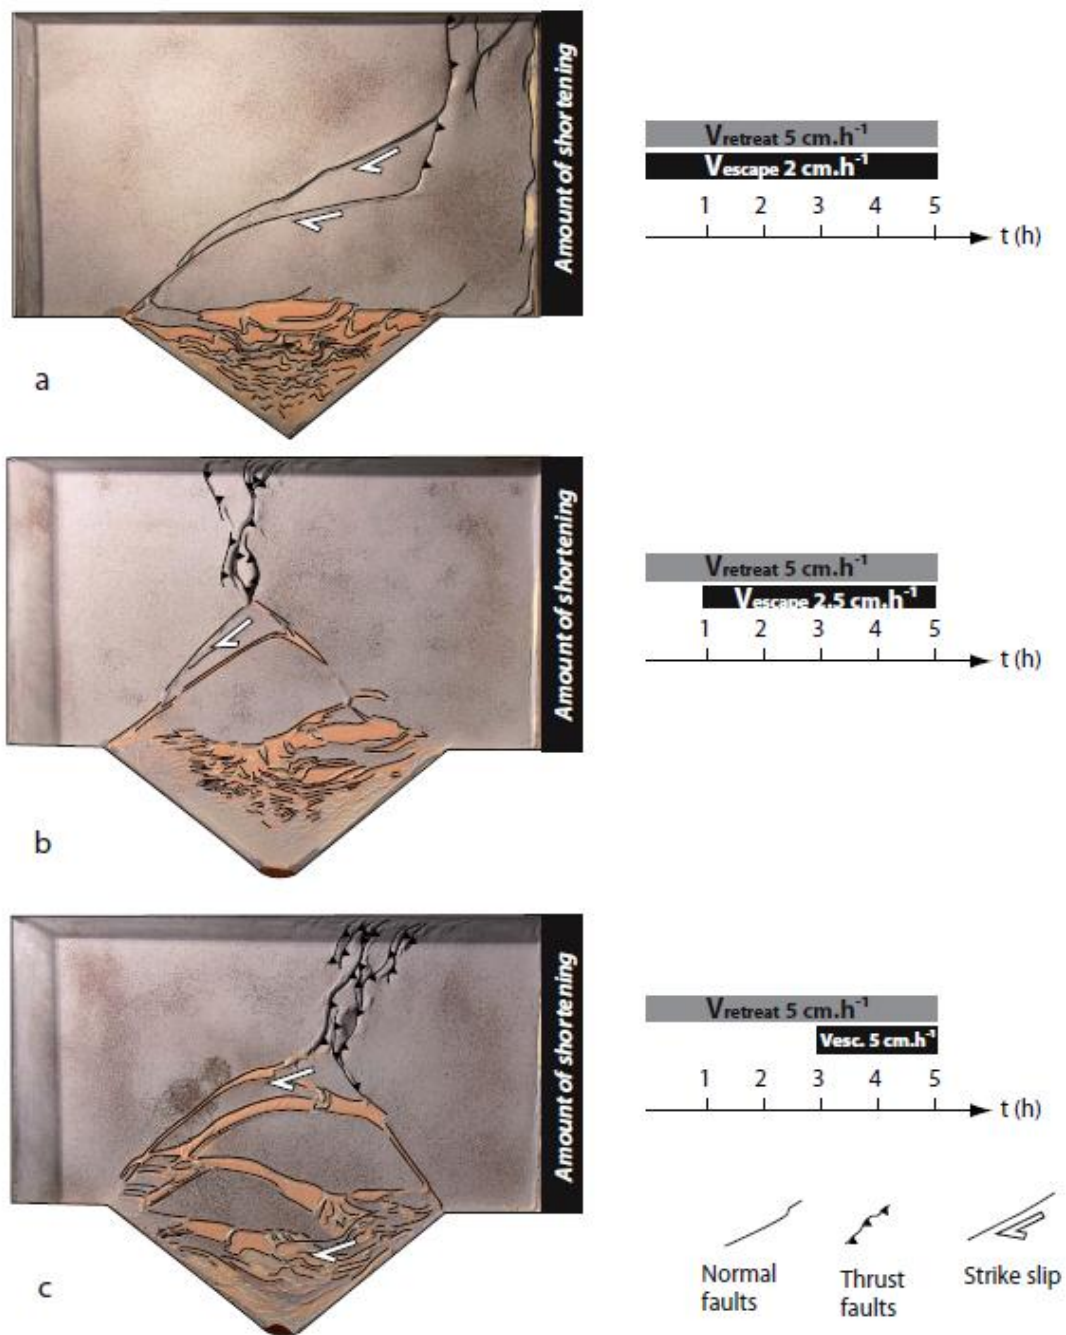 Amount of shortening
Vretreat 5 cm.h-1
Vescape 2 cm.h-1
1 2 3 4 5
t (h)
a
Amount of shortening
Vretreat 5 cm.h-1
Vescape 2.5 cm.h-1
1 2 3 4 5
t (h)
b
Amount of shortening
Vretreat 5 cm.h-1
Vesc. 5 cm.h-1
1 2 3 4 5
t (h)
c
Normal
faults
Thrust
faults
Strike slip